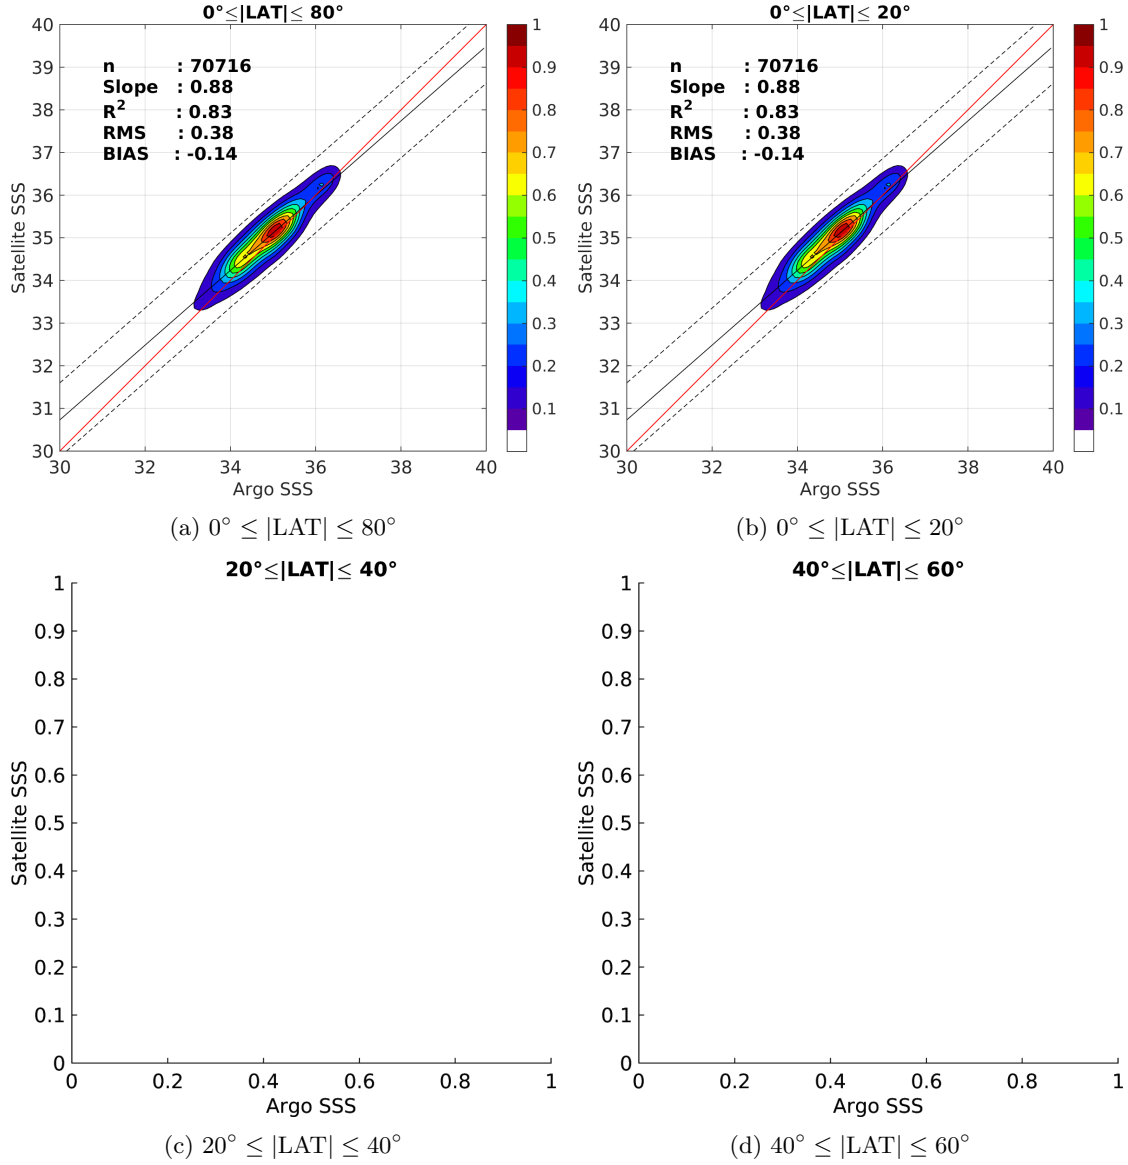 0°≤|LAT|≤ 80°
40
39
38
37
36
35
34
33
32
31
30
30 32 34 36 38 40
Satellite SSS
Argo SSS
n : 70716
Slope : 0.88
R² : 0.83
RMS : 0.38
BIAS : -0.14
1
0.9
0.8
0.7
0.6
0.5
0.4
0.3
0.2
0.1
(a) 0° ≤ |LAT| ≤ 80°
0°≤|LAT|≤ 20°
40
39
38
37
36
35
34
33
32
31
30
30 32 34 36 38 40
Satellite SSS
Argo SSS
n : 70716
Slope : 0.88
R² : 0.83
RMS : 0.38
BIAS : -0.14
1
0.9
0.8
0.7
0.6
0.5
0.4
0.3
0.2
0.1
(b) 0° ≤ |LAT| ≤ 20°
20°≤|LAT|≤ 40°
1
0.9
0.8
0.7
0.6
0.5
0.4
0.3
0.2
0.1
0
0 0.2 0.4 0.6 0.8 1
Satellite SSS
Argo SSS
(c) 20° ≤ |LAT| ≤ 40°
40°≤|LAT|≤ 60°
1
0.9
0.8
0.7
0.6
0.5
0.4
0.3
0.2
0.1
0
0 0.2 0.4 0.6 0.8 1
Satellite SSS
Argo SSS
(d) 40° ≤ |LAT| ≤ 60°